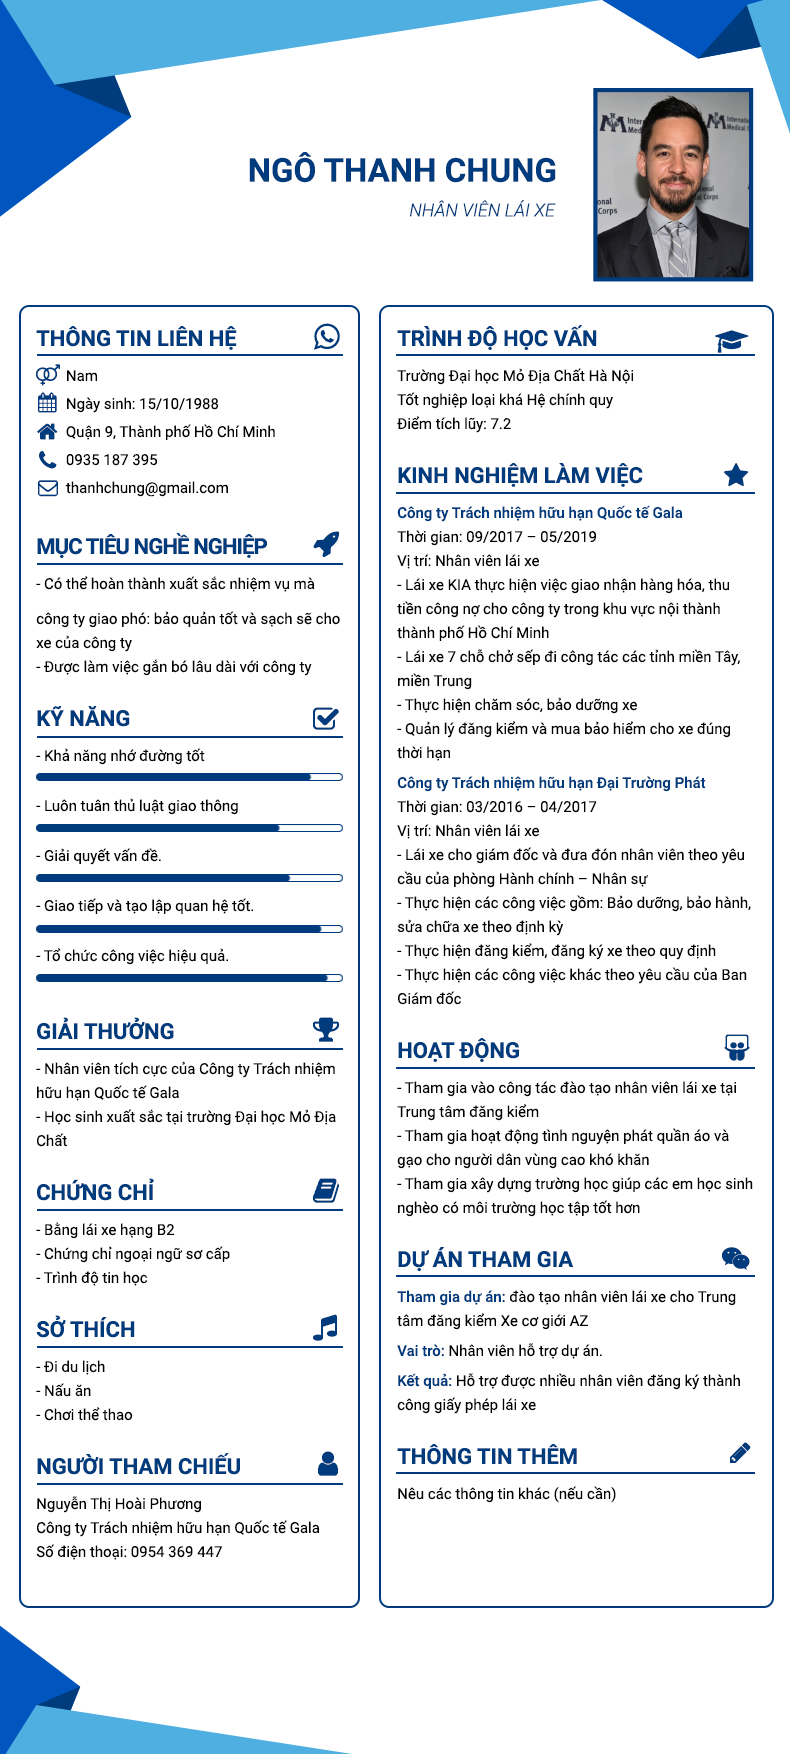 NGÔ THANH CHUNG
NHÂN VIÊN LÁI XE
International
Medical Corps
THÔNG TIN LIÊN HỆ
Nam
Ngày sinh: 15/10/1988
Quận 9, Thành phố Hồ Chí Minh
0935 187 395
thanhchung@gmail.com
MỤC TIÊU NGHỀ NGHIỆP
- Có thể hoàn thành xuất sắc nhiệm vụ mà
công ty giao phó: bảo quản tốt và sạch sẽ cho
xe của công ty
- Được làm việc gắn bó lâu dài với công ty
KỸ NĂNG
- Khả năng nhớ đường tốt
- Luôn tuân thủ luật giao thông
- Giải quyết vấn đề.
- Giao tiếp và tạo lập quan hệ tốt.
- Tổ chức công việc hiệu quả.
GIẢI THƯỞNG
- Nhân viên tích cực của Công ty Trách nhiệm
hữu hạn Quốc tế Gala
- Học sinh xuất sắc tại trường Đại học Mỏ Địa
Chất
CHỨNG CHỈ
- Bằng lái xe hạng B2
- Chứng chỉ ngoại ngữ sơ cấp
- Trình độ tin học
SỞ THÍCH
- Đi du lịch
- Nấu ăn
- Chơi thể thao
NGƯỜI THAM CHIẾU
Nguyễn Thị Hoài Phương
Công ty Trách nhiệm hữu hạn Quốc tế Gala
Số điện thoại: 0954 369 447
TRÌNH ĐỘ HỌC VẤN
Trường Đại học Mỏ Địa Chất Hà Nội
Tốt nghiệp loại khá Hệ chính quy
Điểm tích lũy: 7.2
KINH NGHIỆM LÀM VIỆC
Công ty Trách nhiệm hữu hạn Quốc tế Gala
Thời gian: 09/2017 – 05/2019
Vị trí: Nhân viên lái xe
- Lái xe KIA thực hiện việc giao nhận hàng hóa, thu
tiền công nợ cho công ty trong khu vực nội thành
thành phố Hồ Chí Minh
- Lái xe 7 chỗ chở sếp đi công tác các tỉnh miền Tây,
miền Trung
- Thực hiện chăm sóc, bảo dưỡng xe
- Quản lý đăng kiểm và mua bảo hiểm cho xe đúng
thời hạn
Công ty Trách nhiệm hữu hạn Đại Trường Phát
Thời gian: 03/2016 – 04/2017
Vị trí: Nhân viên lái xe
- Lái xe cho giám đốc và đưa đón nhân viên theo yêu
cầu của phòng Hành chính – Nhân sự
- Thực hiện các công việc gồm: Bảo dưỡng, bảo hành,
sửa chữa xe theo định kỳ
- Thực hiện đăng kiểm, đăng ký xe theo quy định
- Thực hiện các công việc khác theo yêu cầu của Ban
Giám đốc
HOẠT ĐỘNG
- Tham gia vào công tác đào tạo nhân viên lái xe tại
Trung tâm đăng kiểm
- Tham gia hoạt động tình nguyện phát quần áo và
gạo cho người dân vùng cao khó khăn
- Tham gia xây dựng trường học giúp các em học sinh
nghèo có môi trường học tập tốt hơn
DỰ ÁN THAM GIA
Tham gia dự án: đào tạo nhân viên lái xe cho Trung
tâm đăng kiểm Xe cơ giới AZ
Vai trò: Nhân viên hỗ trợ dự án.
Kết quả: Hỗ trợ được nhiều nhân viên đăng ký thành
công giấy phép lái xe
THÔNG TIN THÊM
Nêu các thông tin khác (nếu cần)